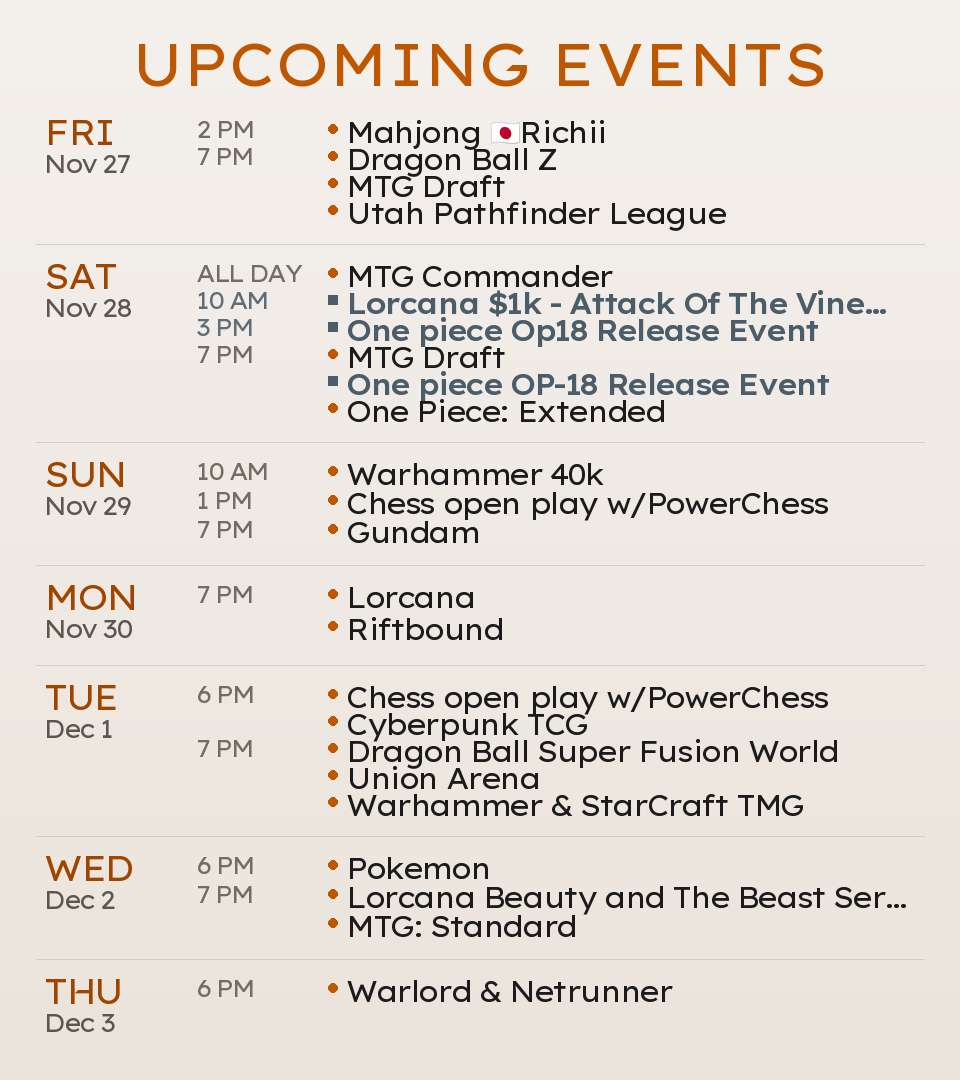 UPCOMING EVENTS
FRI 2 PM Mahjong 🇯🇵Richii
Nov 27 7 PM Dragon Ball Z
MTG Draft
Utah Pathfinder League
SAT ALL DAY MTG Commander
Nov 28 10 AM Lorcana $1k - Attack Of The Vine...
3 PM One piece Op18 Release Event
7 PM MTG Draft
One piece OP-18 Release Event
One Piece: Extended
SUN 10 AM Warhammer 40k
Nov 29 1 PM Chess open play w/PowerChess
7 PM Gundam
MON 7 PM Lorcana
Nov 30 Riftbound
TUE 6 PM Chess open play w/PowerChess
Dec 1 Cyberpunk TCG
7 PM Dragon Ball Super Fusion World
Union Arena
Warhammer & StarCraft TMG
WED 6 PM Pokemon
Dec 2 7 PM Lorcana Beauty and The Beast Ser...
MTG: Standard
THU 6 PM Warlord & Netrunner
Dec 3